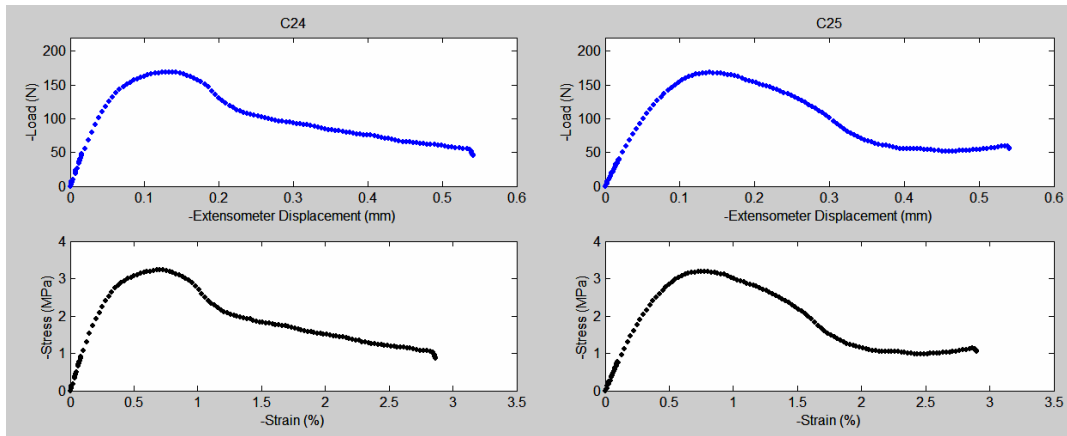 C24
-Load (N)
200
150
100
50
0
0 0.1 0.2 0.3 0.4 0.5 0.6
-Extensometer Displacement (mm)
C25
-Load (N)
200
150
100
50
0
0 0.1 0.2 0.3 0.4 0.5 0.6
-Extensometer Displacement (mm)
-Stress (MPa)
4
3
2
1
0
0 0.5 1 1.5 2 2.5 3 3.5
-Strain (%)
-Stress (MPa)
4
3
2
1
0
0 0.5 1 1.5 2 2.5 3 3.5
-Strain (%)